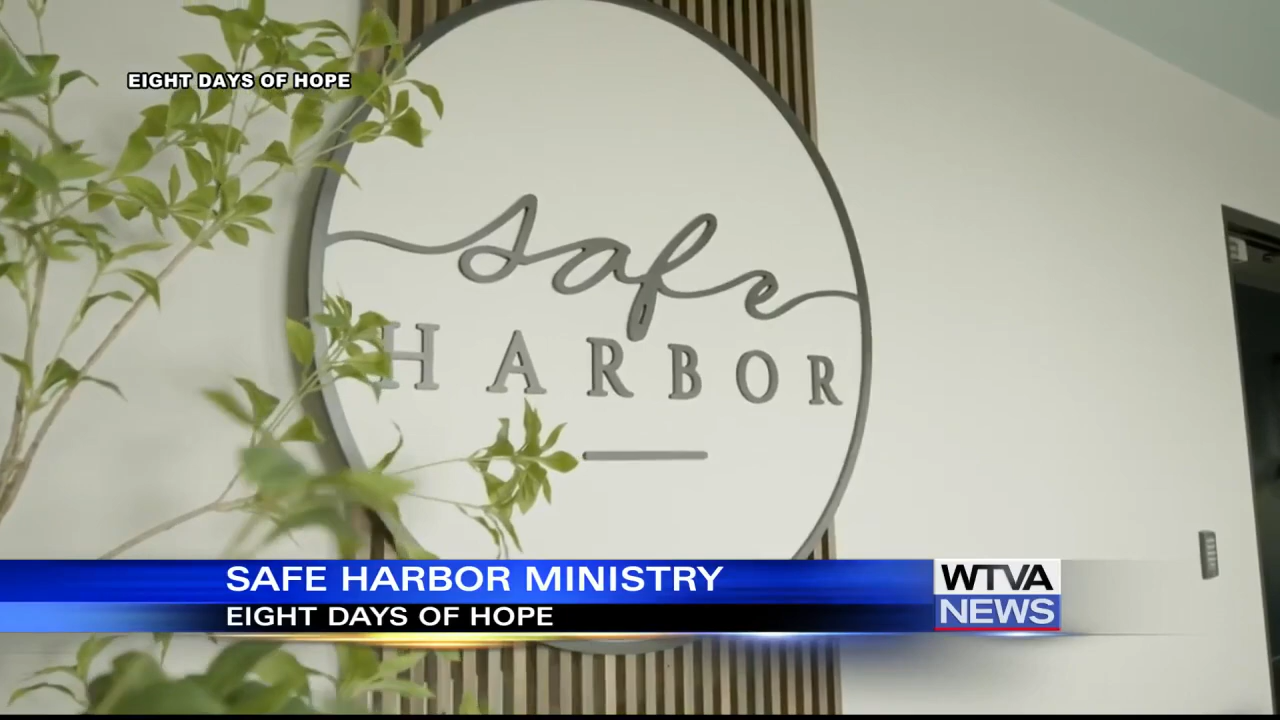 EIGHT DAYS OF HOPE
safe
HARBOR
SAFE HARBOR MINISTRY
EIGHT DAYS OF HOPE
WTVA
NEWS